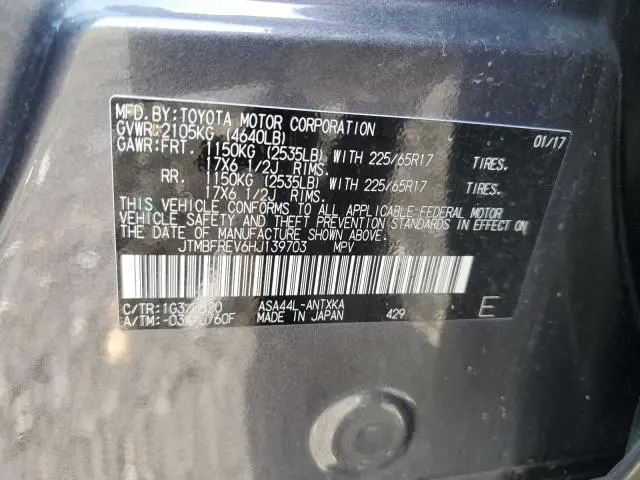 MFD. BY: TOYOTA MOTOR CORPORATION 01/17
GVWR: 2105KG (4640LB)
GAWR: FRT. 1150KG (2535LB) WITH 225/65R17 TIRES.
17X6 1/2J RIMS.
RR. 1150KG (2535LB) WITH 225/65R17 TIRES.
17X6 1/2J RIMS.
THIS VEHICLE CONFORMS TO ALL APPLICABLE FEDERAL MOTOR
VEHICLE SAFETY AND THEFT PREVENTION STANDARDS IN EFFECT ON
THE DATE OF MANUFACTURE SHOWN ABOVE.
JTMBFREV6HJ139703 MPV
C/TR: ASA44L-ANTXKA
A/TM: MADE IN JAPAN 429 E